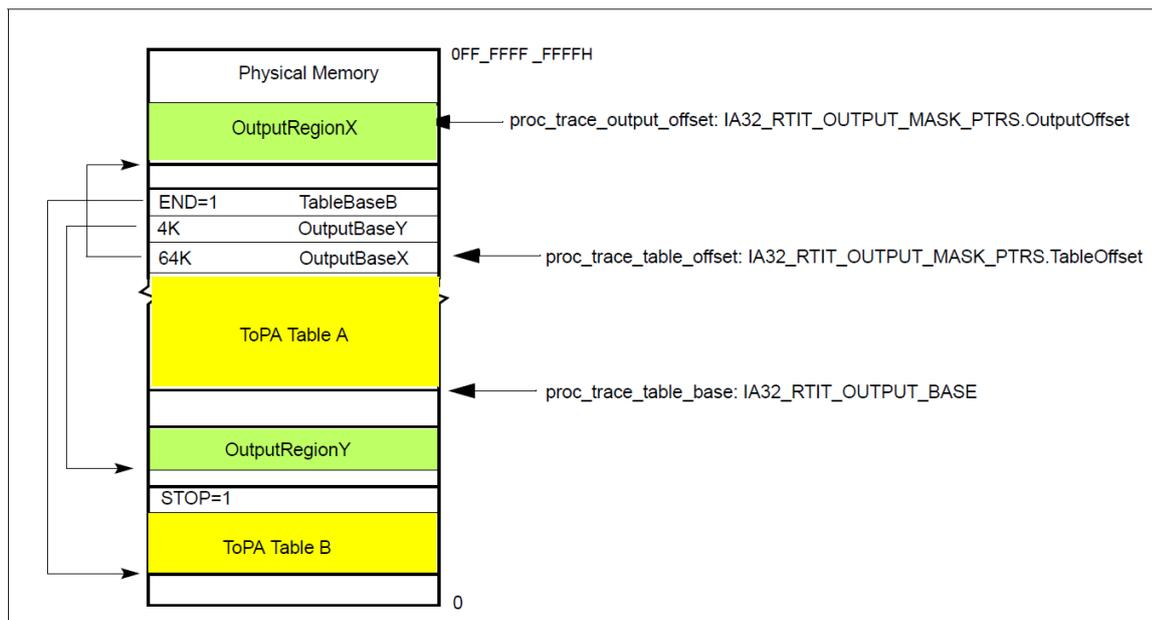 0FF_FFFF _FFFFH
Physical Memory
OutputRegionX
proc_trace_output_offset: IA32_RTIT_OUTPUT_MASK_PTRS.OutputOffset
END=1 TableBaseB
4K OutputBaseY
64K OutputBaseX
proc_trace_table_offset: IA32_RTIT_OUTPUT_MASK_PTRS.TableOffset
ToPA Table A
proc_trace_table_base: IA32_RTIT_OUTPUT_BASE
OutputRegionY
STOP=1
ToPA Table B
0